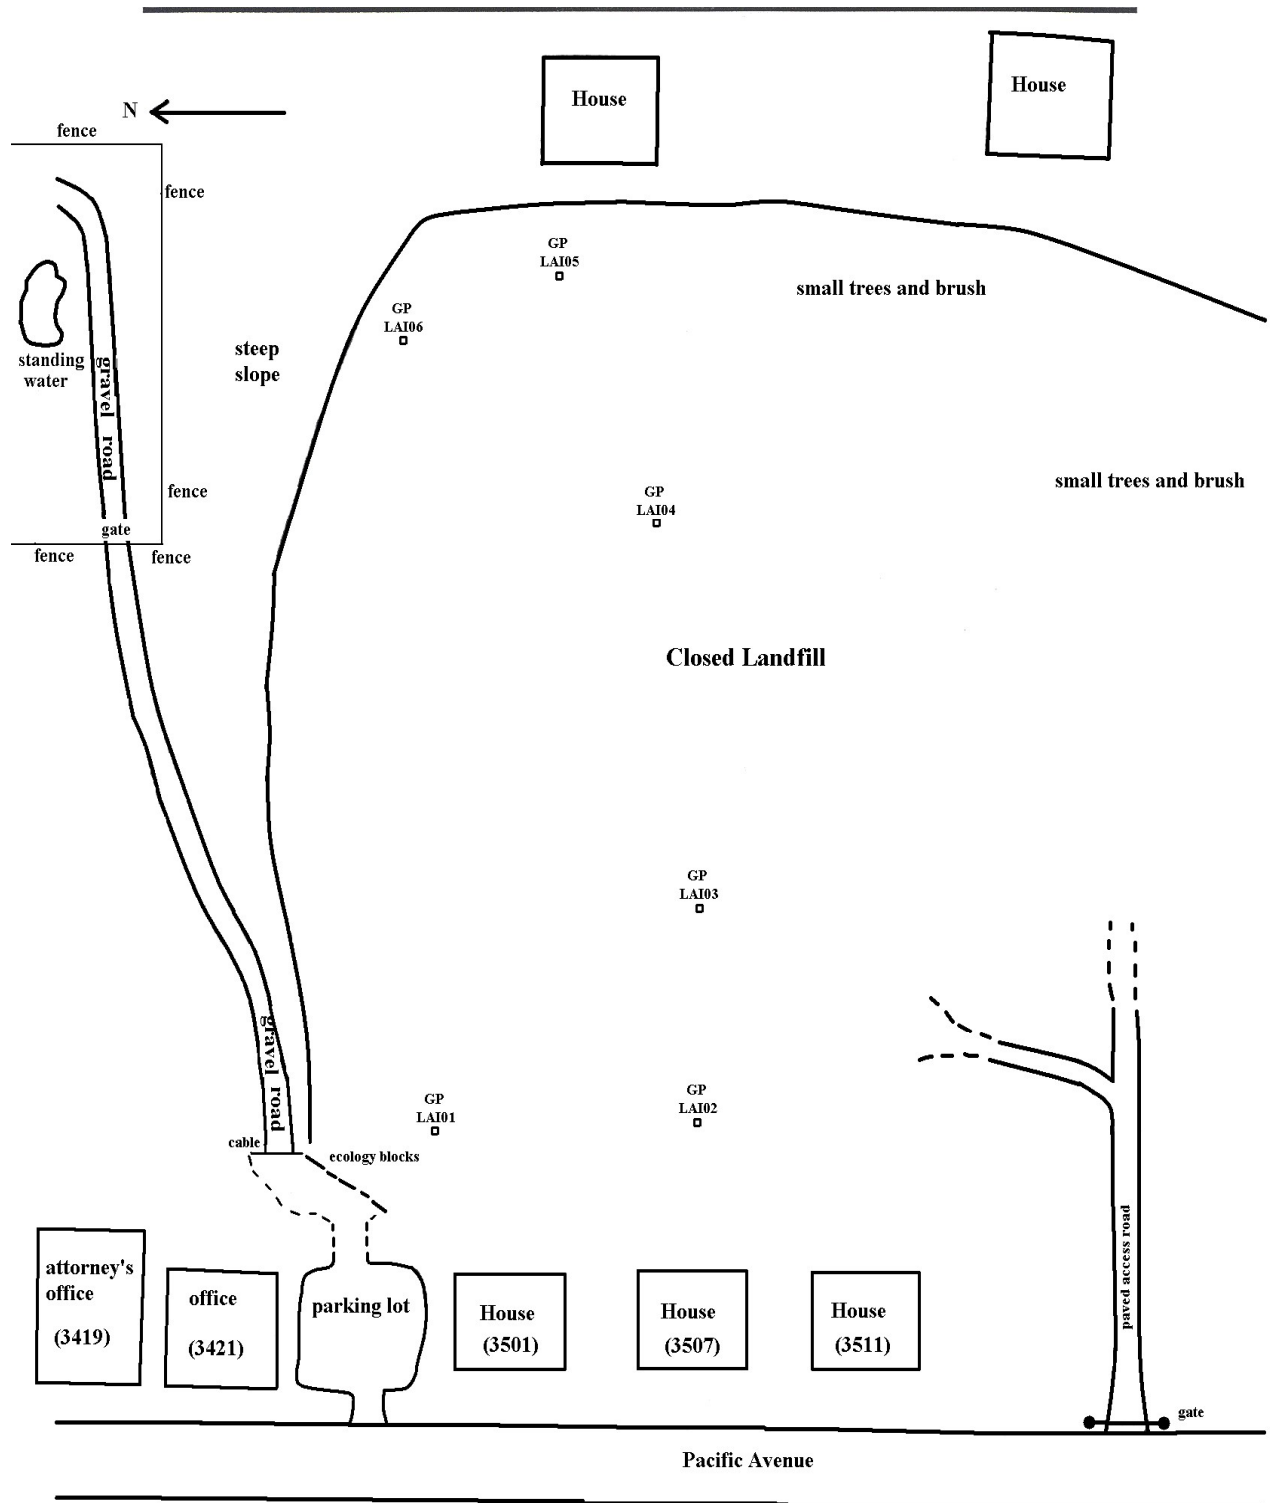 House
House
N
fence
fence
GP
LAI05
small trees and brush
GP
LAI06
steep
slope
standing
water
gravel road
small trees and brush
fence
GP
LAI04
gate
fence
fence
Closed Landfill
GP
LAI03
gravel road
GP
LAI01
GP
LAI02
cable
ecology blocks
attorney's
office
(3419)
office
(3421)
parking lot
House
(3501)
House
(3507)
House
(3511)
paved access road
gate
Pacific Avenue